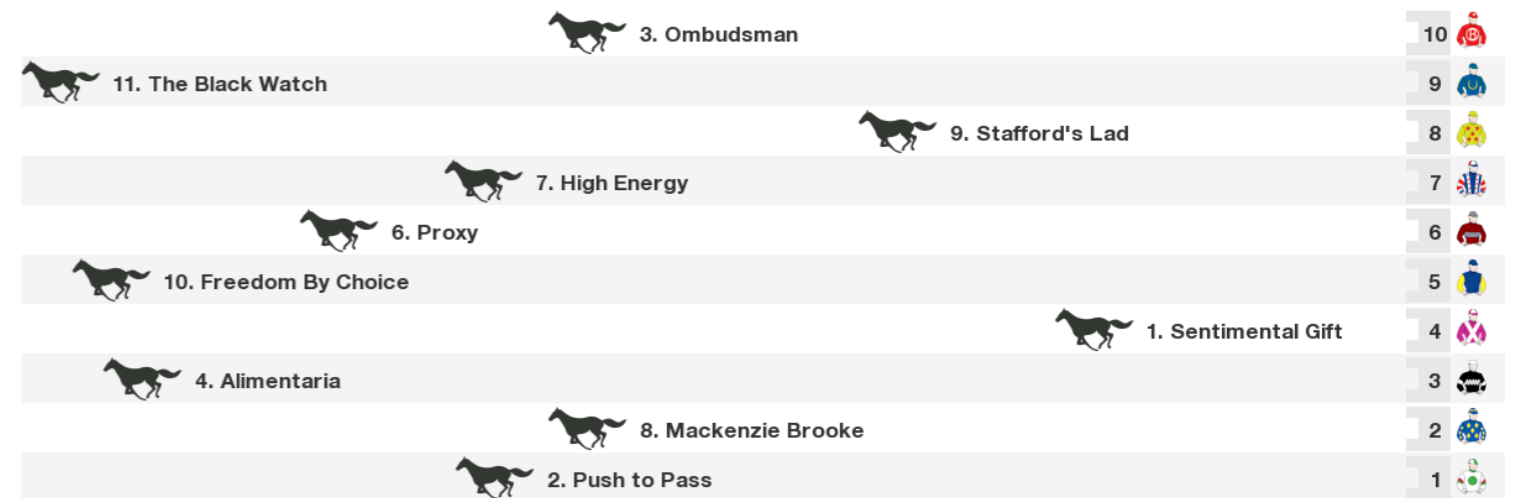 3. Ombudsman 10
11. The Black Watch 9
9. Stafford's Lad 8
7. High Energy 7
6. Proxy 6
10. Freedom By Choice 5
1. Sentimental Gift 4
4. Alimentaria 3
8. Mackenzie Brooke 2
2. Push to Pass 1